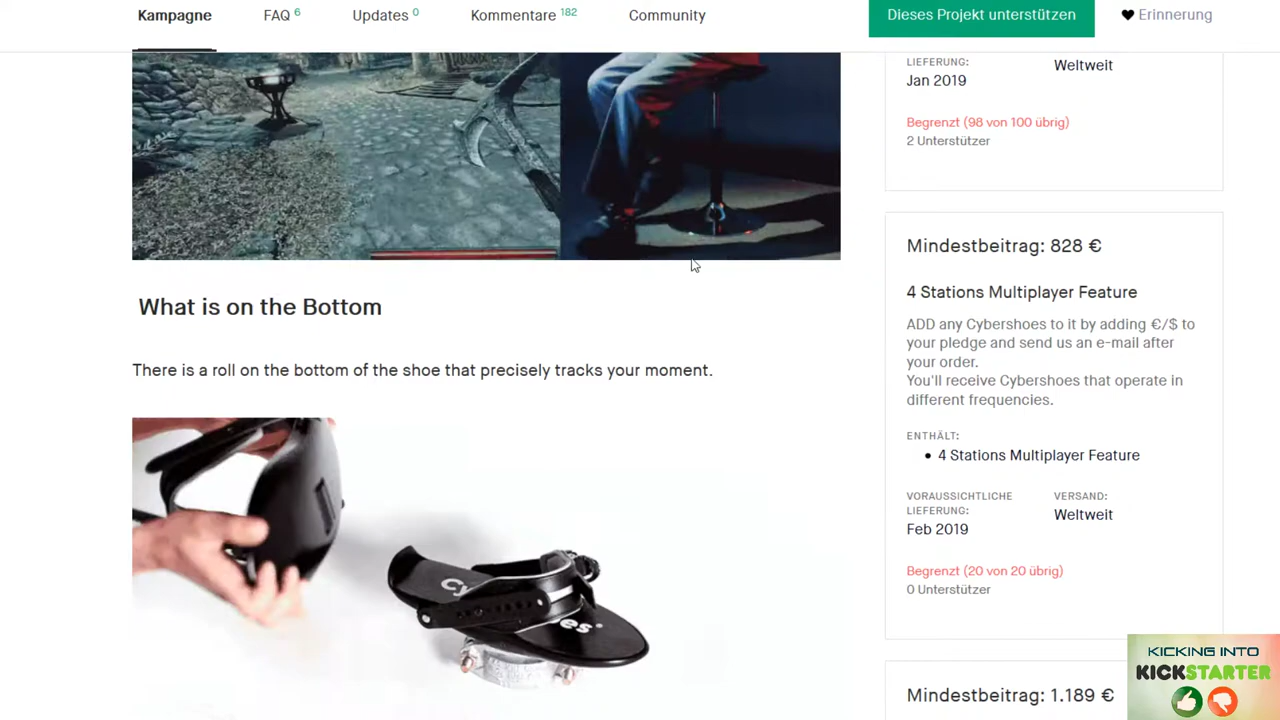 Kampagne
FAQ 6
Updates 0
Kommentare 182
Community
Dieses Projekt unterstützen
Erinnerung
LIEFERUNG:
Jan 2019
Weltweit
Begrenzt (98 von 100 übrig)
2 Unterstützer
What is on the Bottom
There is a roll on the bottom of the shoe that precisely tracks your moment.
Mindestbeitrag: 828 €
4 Stations Multiplayer Feature
ADD any Cybershoes to it by adding €/$ to
your pledge and send us an e-mail after
your order.
You'll receive Cybershoes that operate in
different frequencies.
ENTHÄLT:
• 4 Stations Multiplayer Feature
VORAUSSICHTLICHE
LIEFERUNG:
Feb 2019
VERSAND:
Weltweit
Begrenzt (20 von 20 übrig)
0 Unterstützer
Mindestbeitrag: 1.189 €
KICKING INTO
KICKSTARTER